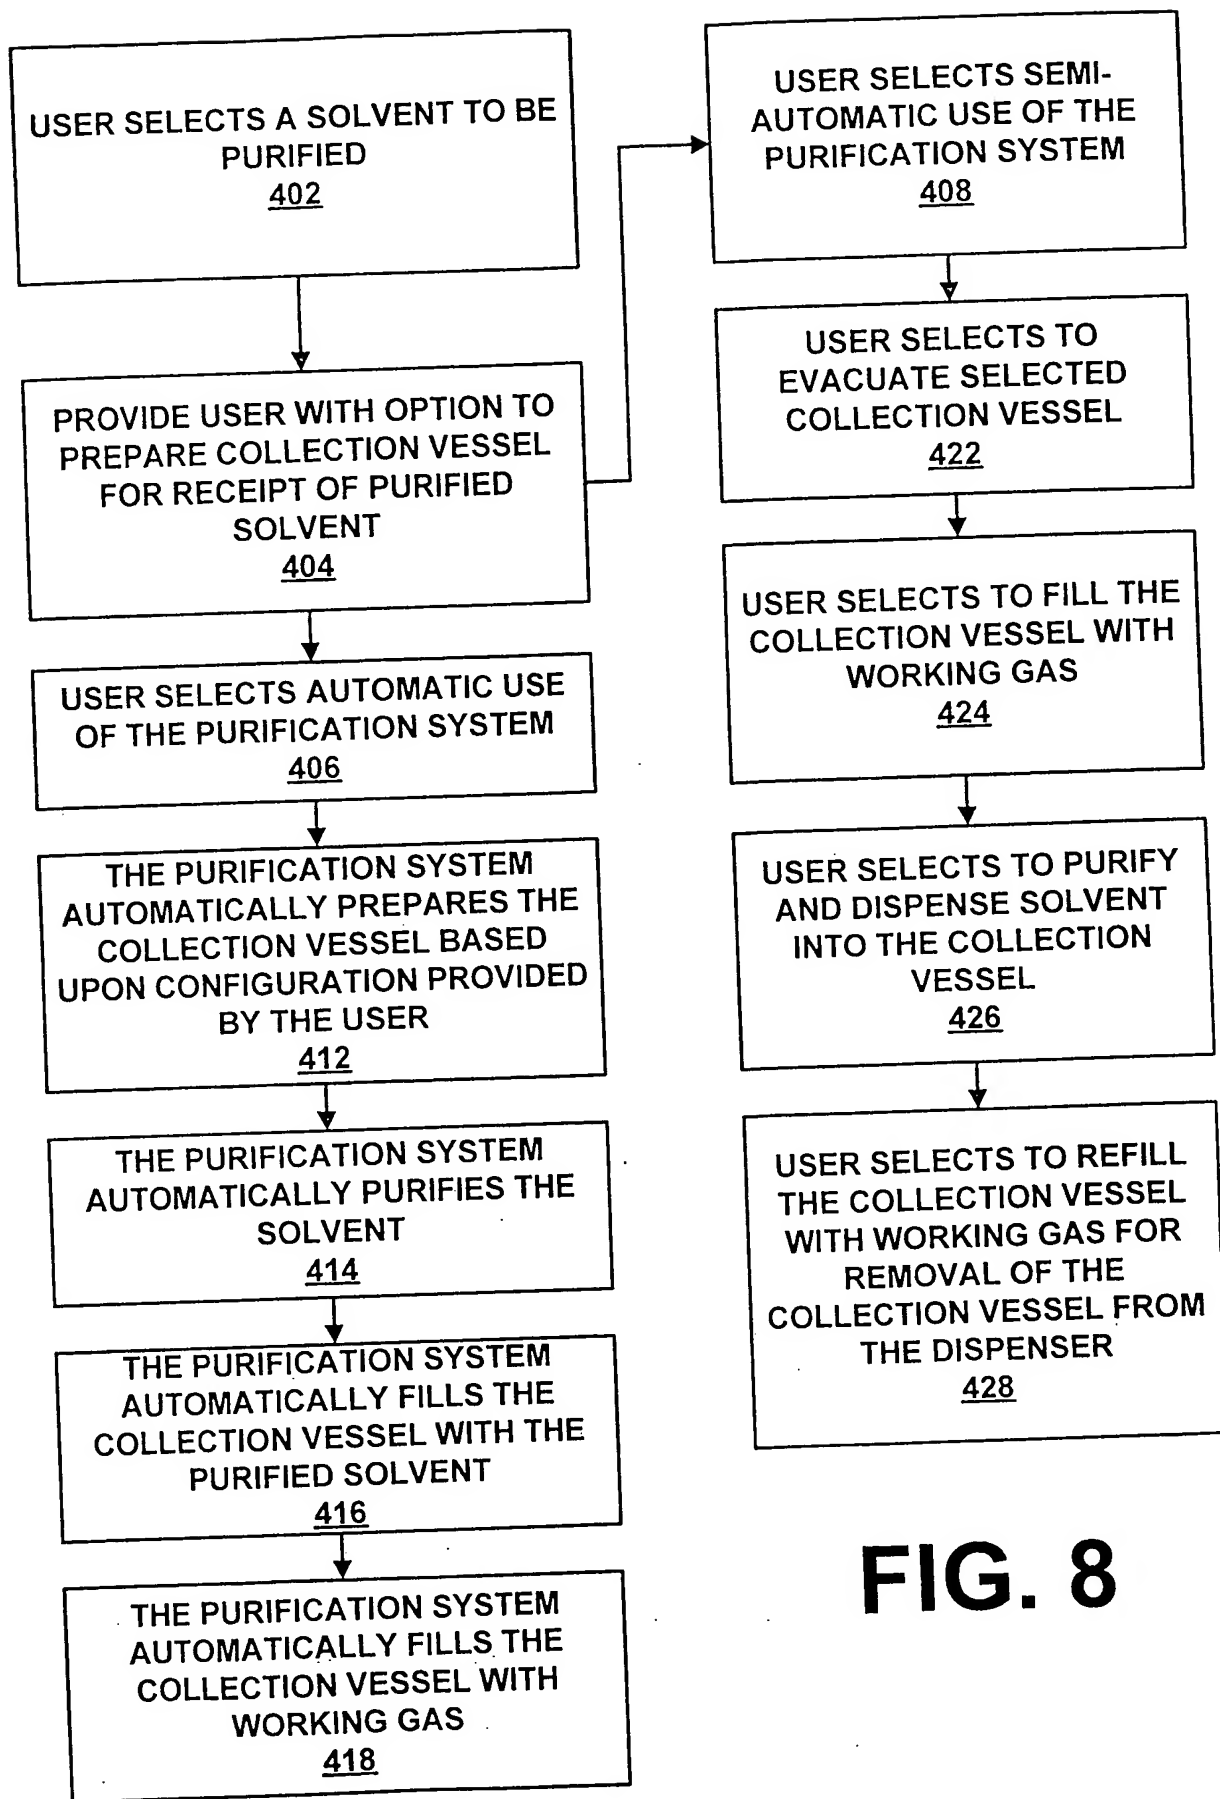 USER SELECTS A SOLVENT TO BE
PURIFIED
402
PROVIDE USER WITH OPTION TO
PREPARE COLLECTION VESSEL
FOR RECEIPT OF PURIFIED
SOLVENT
404
USER SELECTS AUTOMATIC USE
OF THE PURIFICATION SYSTEM
406
THE PURIFICATION SYSTEM
AUTOMATICALLY PREPARES THE
COLLECTION VESSEL BASED
UPON CONFIGURATION PROVIDED
BY THE USER
412
THE PURIFICATION SYSTEM
AUTOMATICALLY PURIFIES THE
SOLVENT
414
THE PURIFICATION SYSTEM
AUTOMATICALLY FILLS THE
COLLECTION VESSEL WITH THE
PURIFIED SOLVENT
416
THE PURIFICATION SYSTEM
AUTOMATICALLY FILLS THE
COLLECTION VESSEL WITH
WORKING GAS
418
USER SELECTS SEMI-
AUTOMATIC USE OF THE
PURIFICATION SYSTEM
408
USER SELECTS TO
EVACUATE SELECTED
COLLECTION VESSEL
422
USER SELECTS TO FILL THE
COLLECTION VESSEL WITH
WORKING GAS
424
USER SELECTS TO PURIFY
AND DISPENSE SOLVENT
INTO THE COLLECTION
VESSEL
426
USER SELECTS TO REFILL
THE COLLECTION VESSEL
WITH WORKING GAS FOR
REMOVAL OF THE
COLLECTION VESSEL FROM
THE DISPENSER
428
FIG. 8